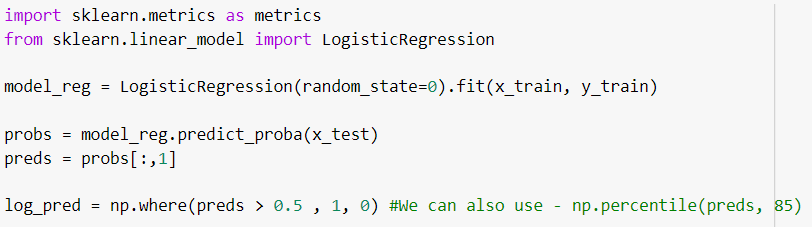 import sklearn.metrics as metrics
from sklearn.linear_model import LogisticRegression
model_reg = LogisticRegression(random_state=0).fit(x_train, y_train)
probs = model_reg.predict_proba(x_test)
preds = probs[:,1]
log_pred = np.where(preds > 0.5 , 1, 0) #We can also use - np.percentile(preds, 85)